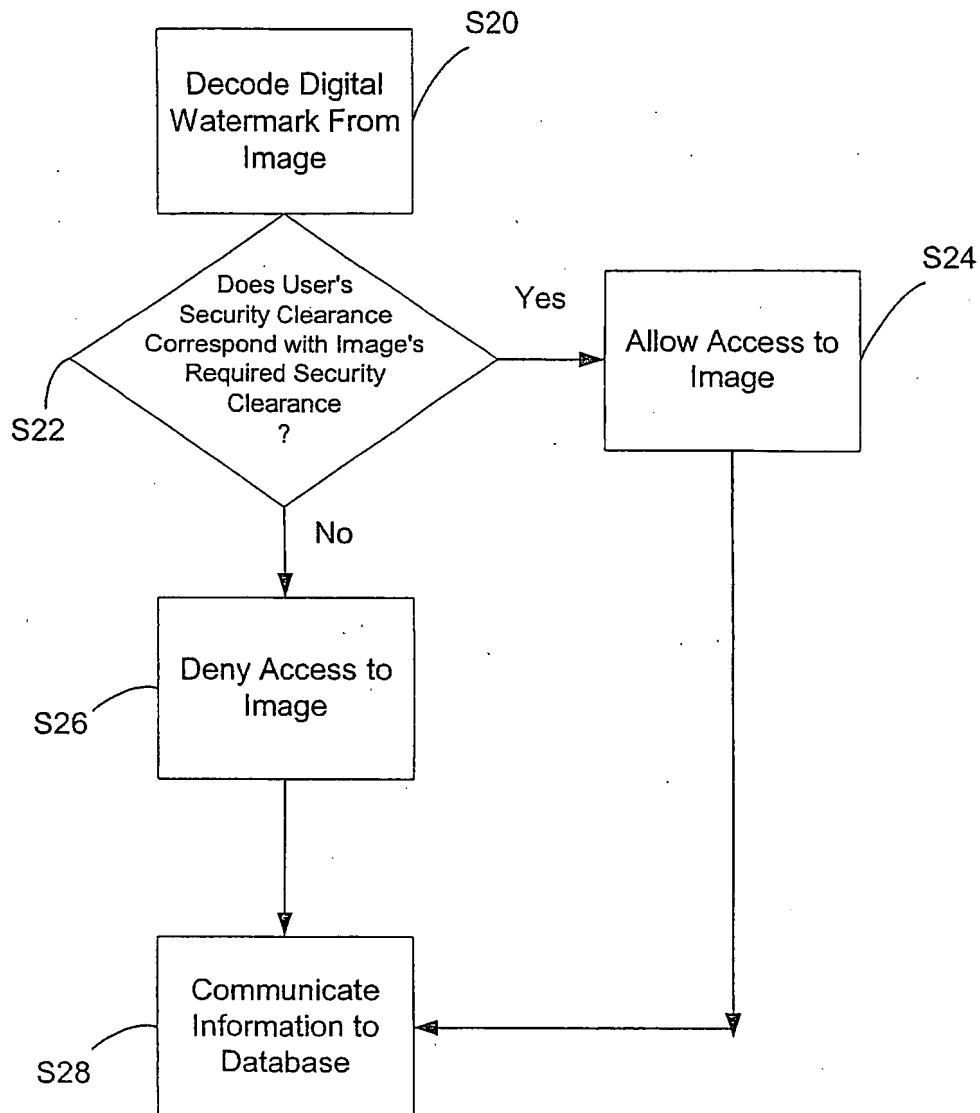 S20
Decode Digital
Watermark From
Image
Does User's
Security Clearance
Correspond with Image's
Required Security
Clearance
?
S22
Yes
S24
Allow Access to
Image
No
Deny Access to
Image
S26
Communicate
Information to
Database
S28